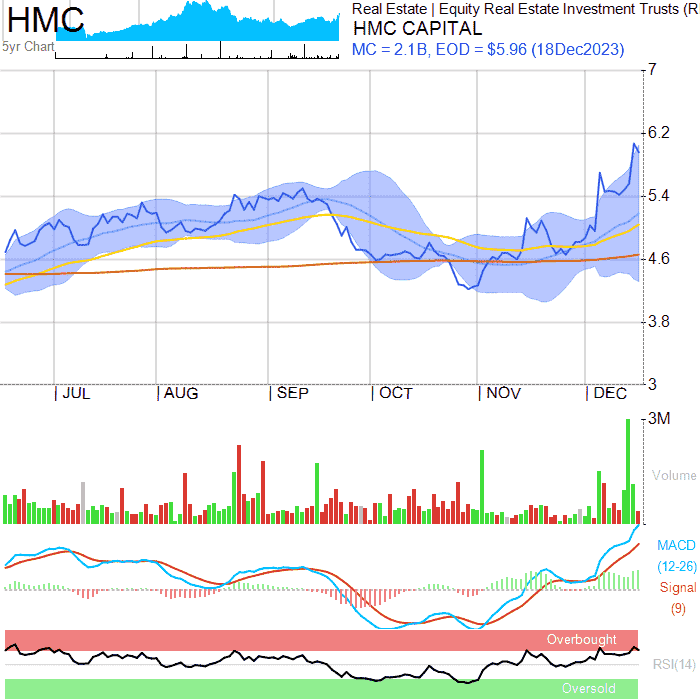 HMC
5yr Chart
Real Estate | Equity Real Estate Investment Trusts (R
HMC CAPITAL
MC = 2.1B, EOD = $5.96 (18Dec2023)
7
6.2
5.4
4.6
3.8
3
JUL AUG SEP OCT NOV DEC
3M
Volume
MACD
(12-26)
Signal
(9)
Overbought
RSI(14)
Oversold